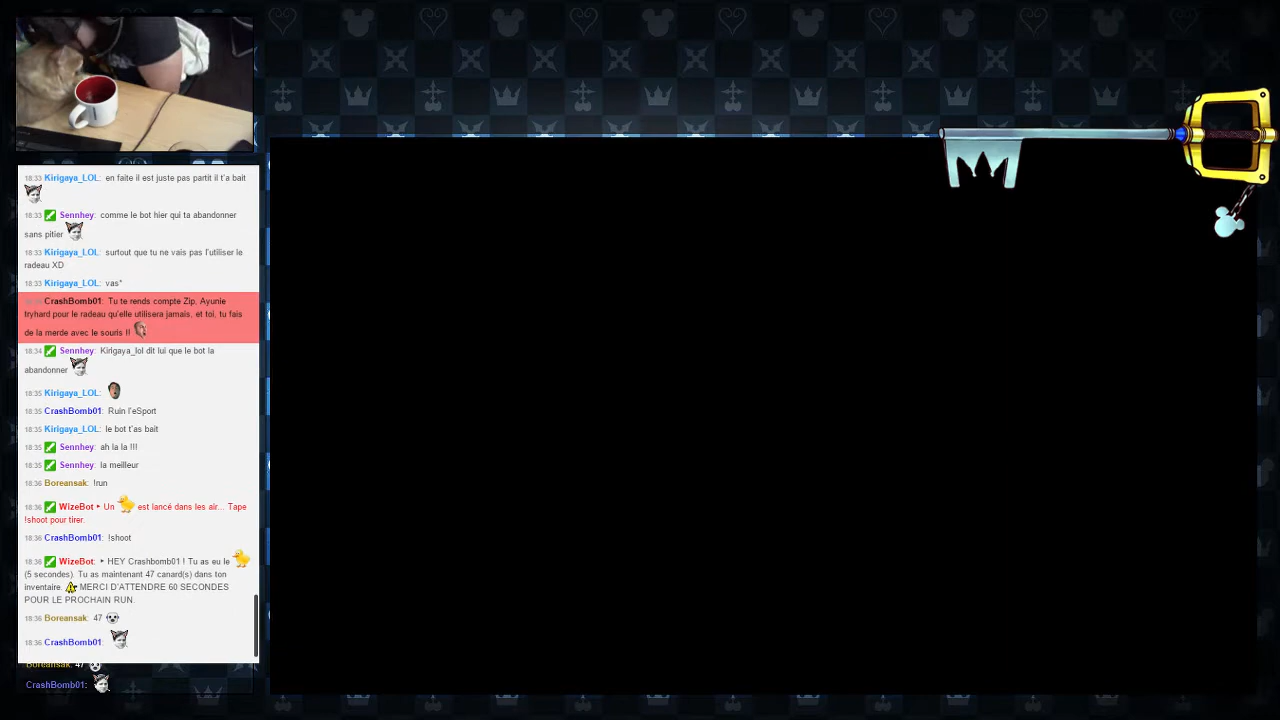 18:33 Kirigaya_LOL: en faite il est juste pas partit il t'a bait
18:33 Sennhey: comme le bot hier qui ta abandonner
sans pitier
18:33 Kirigaya_LOL: surtout que tu ne vais pas l'utiliser le
radeau XD
18:33 Kirigaya_LOL: vas*
CrashBomb01: Tu te rends compte Zip, Ayunie
tryhard pour le radeau qu'elle utilisera jamais, et toi, tu fais
de la merde avec le souris !!
18:34 Sennhey: Kirigaya_lol dit lui que le bot la
abandonner
18:35 Kirigaya_LOL:
18:35 CrashBomb01: Ruin l'eSport
18:35 Kirigaya_LOL: le bot t'as bait
18:35 Sennhey: ah la la !!!
18:35 Sennhey: la meilleur
18:36 Boreansak: !run
18:36 WizeBot ‣ Un est lancé dans les air... Tape
!shoot pour tirer.
18:36 CrashBomb01: !shoot
18:36 WizeBot: ‣ HEY Crashbomb01 ! Tu as eu le
(5 secondes). Tu as maintenant 47 canard(s) dans ton
inventaire. MERCI D'ATTENDRE 60 SECONDES
POUR LE PROCHAIN RUN.
18:36 Boreansak: 47
18:36 CrashBomb01:
Boreansak: 47
CrashBomb01: